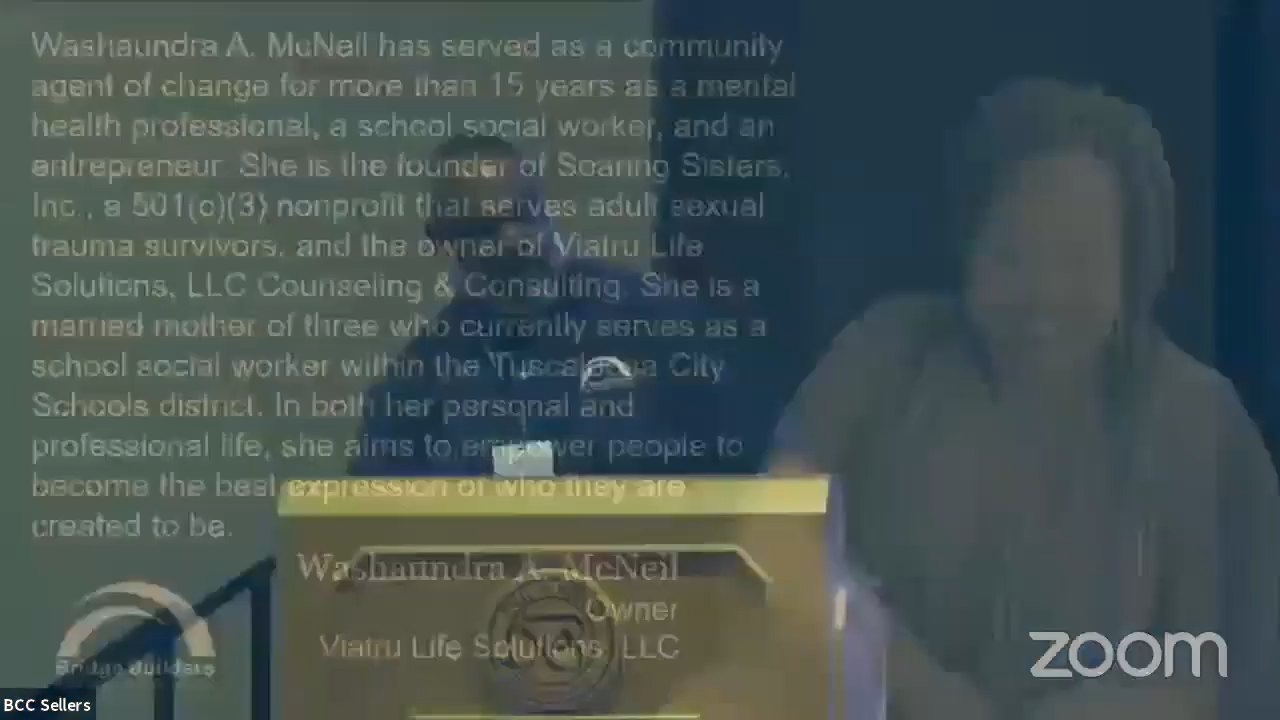 Washaundra A. McNeil has served as a community
agent of change for more than 15 years as a mental
health professional, a school social worker, and an
entrepreneur. She is the founder of Soaring Sisters,
Inc., a 501(c)(3) nonprofit that serves adult sexual
trauma survivors, and the owner of Viatru Life
Solutions, LLC Counseling & Consulting. She is a
married mother of three who currently serves as a
school social worker within the Tuscaloosa City
Schools district. In both her personal and
professional life, she aims to empower people to
become the best expression of who they are
created to be.
Washaundra A. McNeil
Owner
Viatru Life Solutions, LLC
Bridge Builders
zoom
BCC Sellers